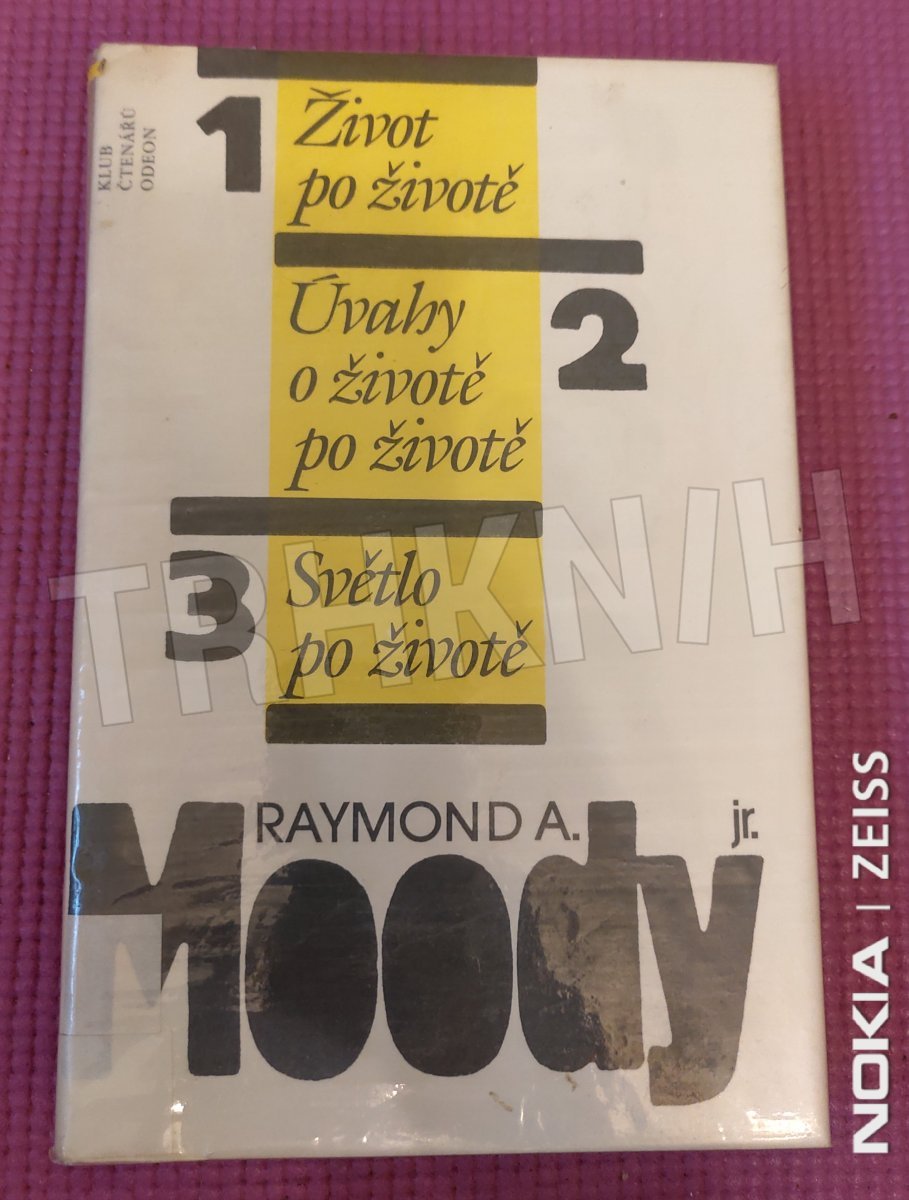 KLUB
ČTENÁŘŮ
ODEON
1
Život
po životě
2
Úvahy
o životě
po životě
3
Světlo
po životě
TRHKNIH
RAYMOND A.
Moody
jr.
NOKIA | ZEISS